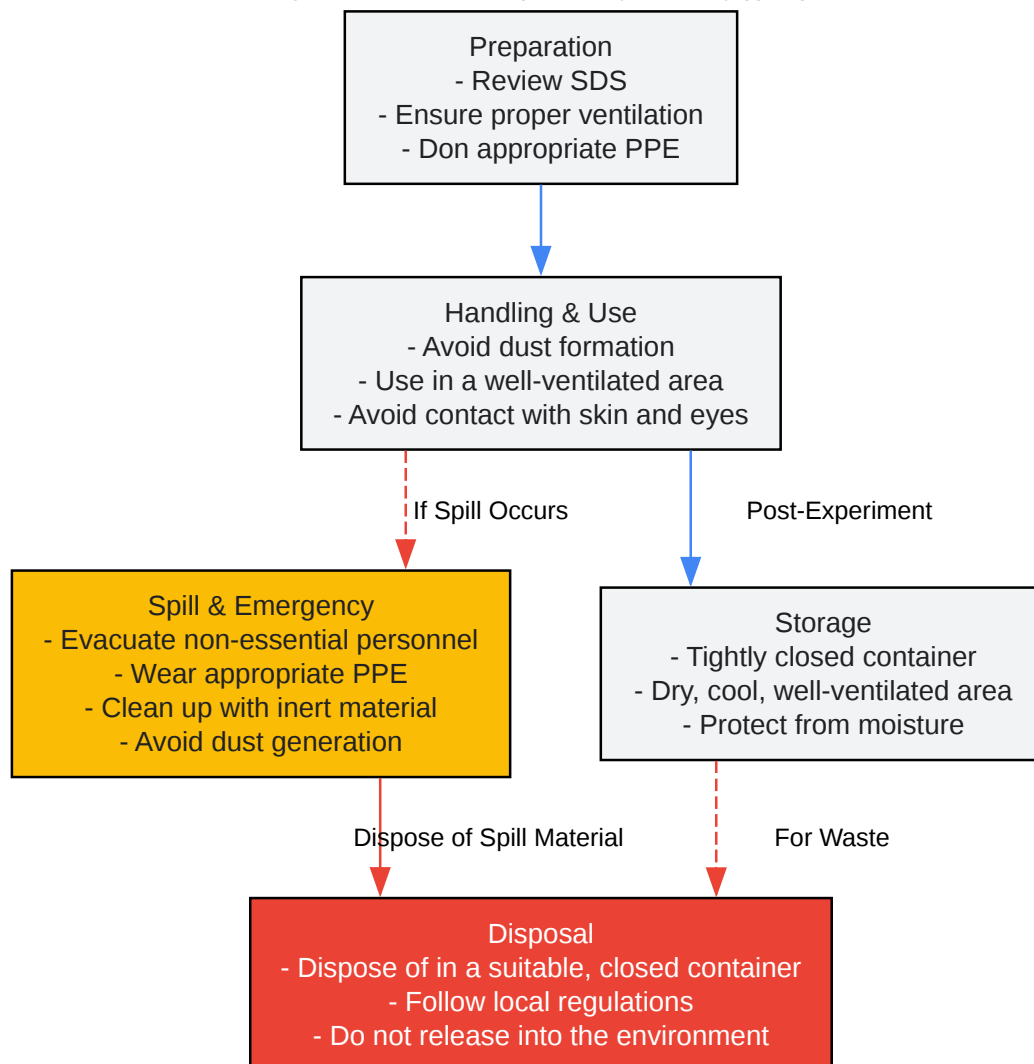 Preparation
- Review SDS
- Ensure proper ventilation
- Don appropriate PPE
Handling & Use
- Avoid dust formation
- Use in a well-ventilated area
- Avoid contact with skin and eyes
If Spill Occurs
Post-Experiment
Spill & Emergency
- Evacuate non-essential personnel
- Wear appropriate PPE
- Clean up with inert material
- Avoid dust generation
Storage
- Tightly closed container
- Dry, cool, well-ventilated area
- Protect from moisture
Dispose of Spill Material
For Waste
Disposal
- Dispose of in a suitable, closed container
- Follow local regulations
- Do not release into the environment